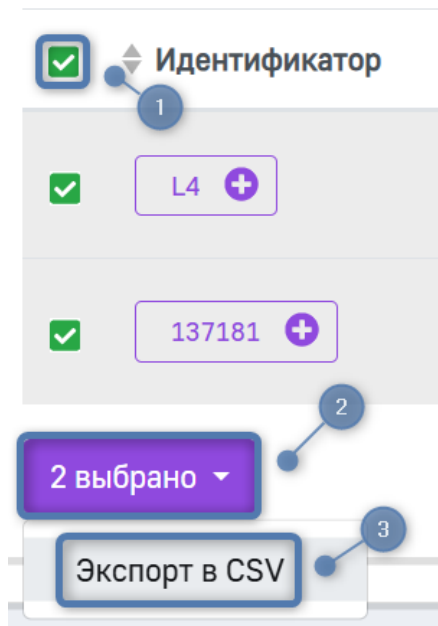 Идентификатор
1
L4
137181
2
2 выбрано
3
Экспорт в CSV